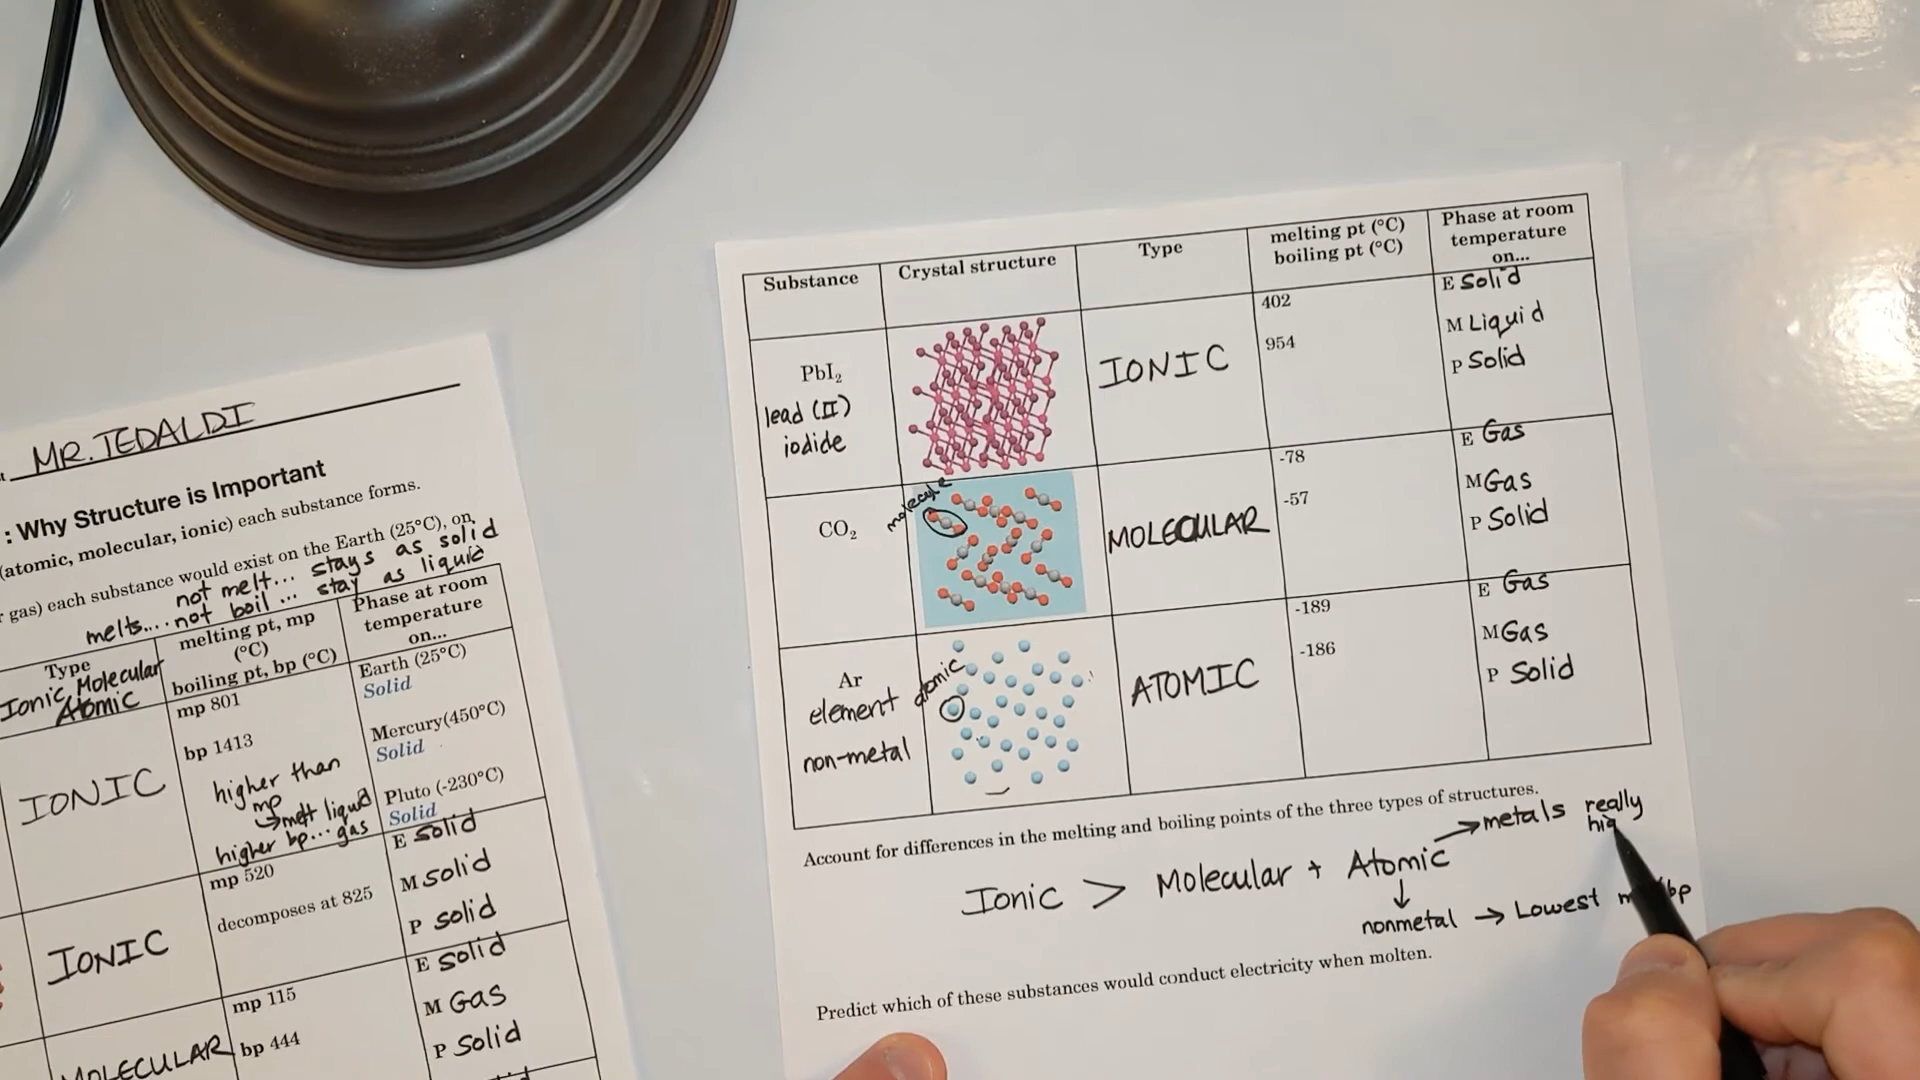 MR. TEDALDI
: Why Structure is Important
(atomic, molecular, ionic) each substance forms.
gas) each substance would exist on the Earth (25°C), on
melts.... not melt... stays as solid
not boil ... stay as liquid
Type
Ionic, Molecular
Atomic
melting pt, mp
(°C)
boiling pt, bp (°C)
Phase at room
temperature
on...
IONIC
mp 801
bp 1413
higher than
mp
→melt liquid
higher bp... gas
Earth (25°C)
Solid
Mercury(450°C)
Solid
Pluto (-230°C)
Solid
IONIC
mp 520
decomposes at 825
E solid
M solid
P solid
MOLECULAR
mp 115
bp 444
E solid
M Gas
P Solid
Substance
Crystal structure
Type
melting pt (°C)
boiling pt (°C)
Phase at room
temperature
on...
PbI₂
lead (II)
iodide
IONIC
402
954
E Solid
M Liquid
P Solid
CO₂
molecule
MOLECULAR
-78
-57
E Gas
M Gas
P Solid
Ar
element
non-metal
atomic
ATOMIC
-189
-186
E Gas
M Gas
P Solid
Account for differences in the melting and boiling points of the three types of structures.
Ionic > Molecular + Atomic → metals really
↓
nonmetal → Lowest
Predict which of these substances would conduct electricity when molten.